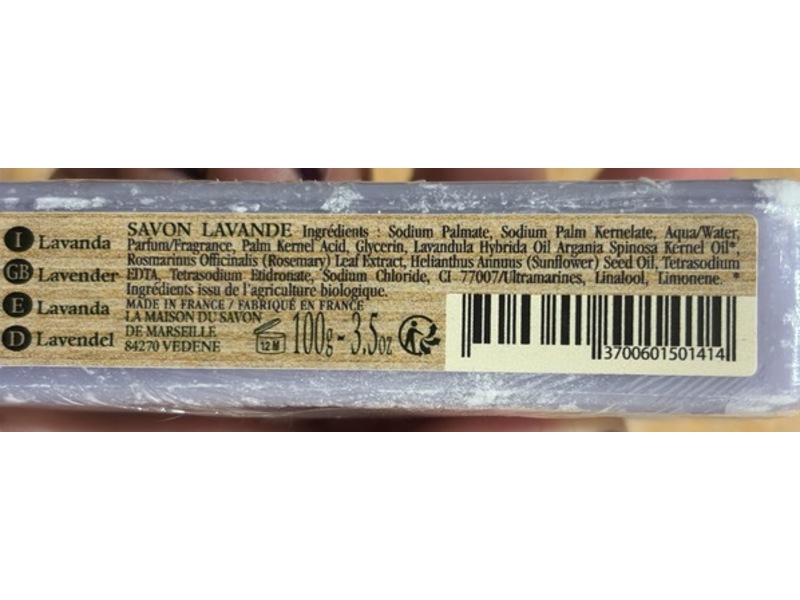 I Lavanda
GB Lavender
E Lavanda
D Lavendel
SAVON LAVANDE Ingrédients : Sodium Palmate, Sodium Palm Kernelate, Aqua/Water,
Parfum/Fragrance, Palm Kernel Acid, Glycerin, Lavandula Hybrida Oil Argania Spinosa Kernel Oil*,
Rosmarinus Officinalis (Rosemary) Leaf Extract, Helianthus Annuus (Sunflower) Seed Oil, Tetrasodium
EDTA, Tetrasodium Etidronate, Sodium Chloride, CI 77007/Ultramarines, Linalool, Limonene. *
Ingrédients issu de l'agriculture biologique.
MADE IN FRANCE / FABRIQUÉ EN FRANCE
LA MAISON DU SAVON
DE MARSEILLE
84270 VEDENE
12 M
100g - 3.5oz
3700601501414